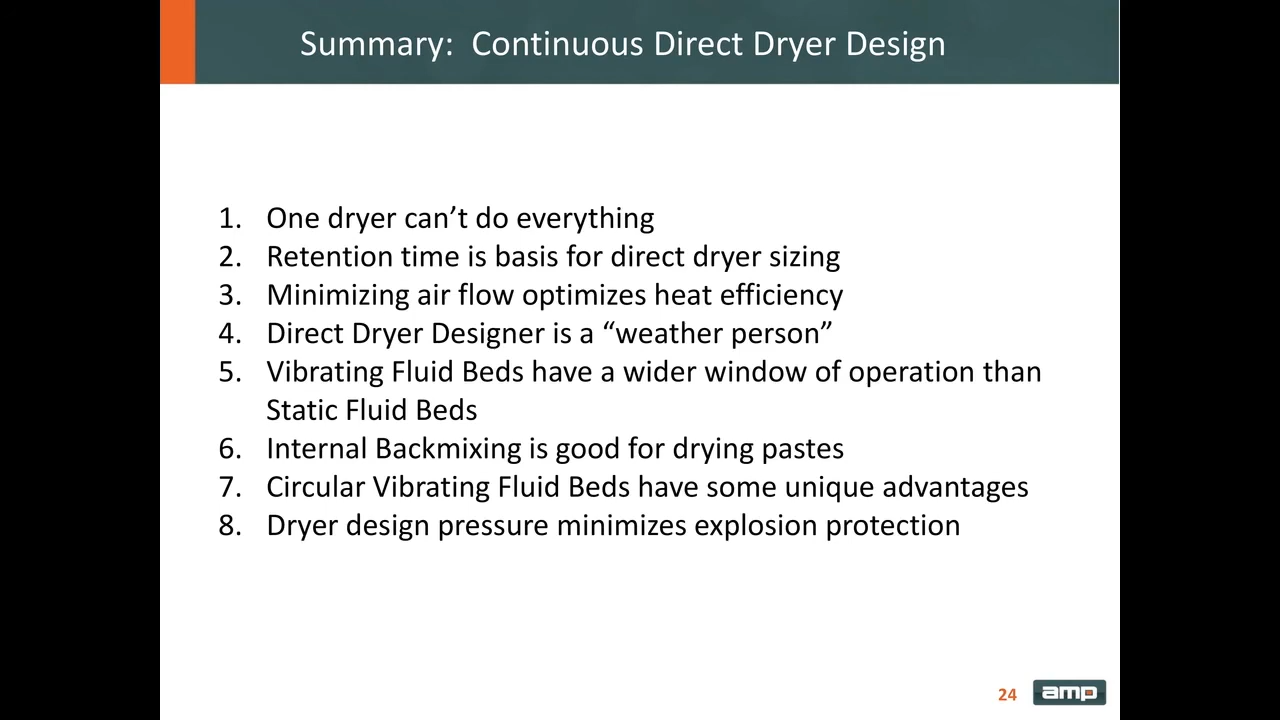 Summary:  Continuous Direct Dryer Design
1. One dryer can’t do everything
2. Retention time is basis for direct dryer sizing
3. Minimizing air flow optimizes heat efficiency
4. Direct Dryer Designer is a “weather person”
5. Vibrating Fluid Beds have a wider window of operation than
Static Fluid Beds
6. Internal Backmixing is good for drying pastes
7. Circular Vibrating Fluid Beds have some unique advantages
8. Dryer design pressure minimizes explosion protection
24 amp